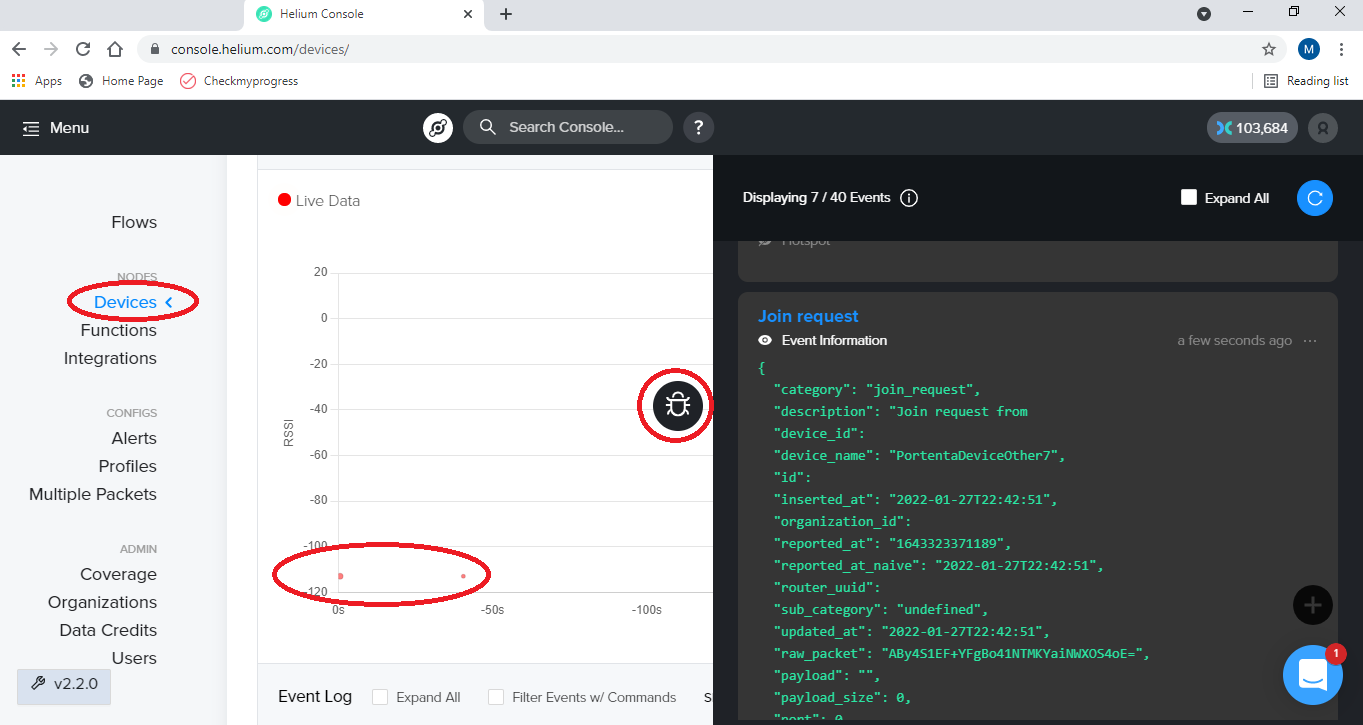 Helium Console
console.helium.com/devices/
M
Apps
Home Page
Checkmyprogress
Reading list
Menu
Search Console...
?
103,684
Flows
NODES
Devices
Functions
Integrations
CONFIGS
Alerts
Profiles
Multiple Packets
ADMIN
Coverage
Organizations
Data Credits
Users
v2.2.0
Live Data
20
0
-20
-40
-60
-80
-100
-120
RSSI
0s
-50s
-100s
Event Log
Expand All
Filter Events w/ Commands
S
Displaying 7 / 40 Events
Expand All
Hotspot
Join request
Event Information
a few seconds ago
{
"category": "join_request",
"description": "Join request from
"device_id":
"device_name": "PortentaDeviceOther7",
"id":
"inserted_at": "2022-01-27T22:42:51",
"organization_id":
"reported_at": "1643323371189",
"reported_at_naive": "2022-01-27T22:42:51",
"router_uuid":
"sub_category": "undefined",
"updated_at": "2022-01-27T22:42:51",
"raw_packet": "ABy4S1EF+YFgBo41NTMKYaiNWXOS4oE=",
"payload": "",
"payload_size": 0,
"port": 0
1